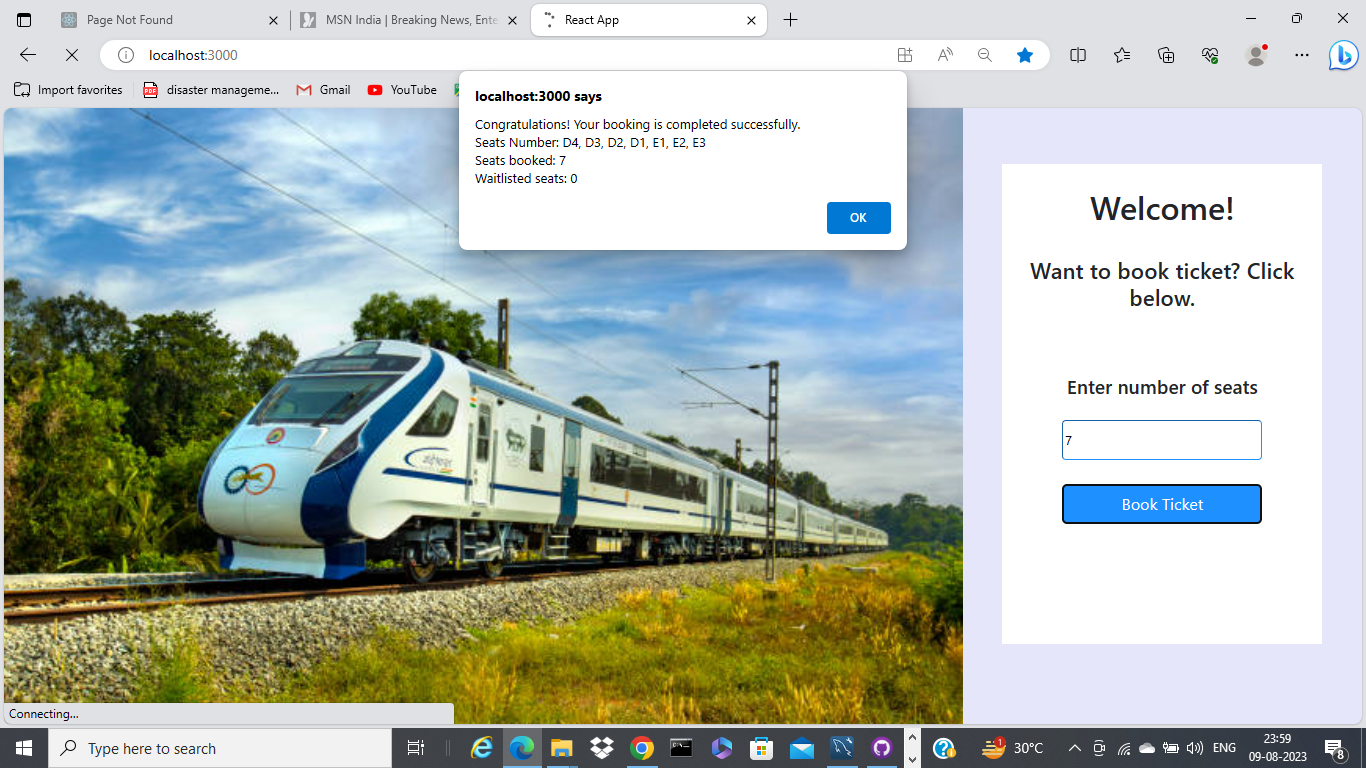 Page Not Found
MSN India | Breaking News, Ente
React App
localhost:3000
Import favorites
disaster manageme...
Gmail
YouTube
localhost:3000 says
Congratulations! Your booking is completed successfully.
Seats Number: D4, D3, D2, D1, E1, E2, E3
Seats booked: 7
Waitlisted seats: 0
OK
Welcome!
Want to book ticket? Click
below.
Enter number of seats
7
Book Ticket
Connecting...
Type here to search
1
30°C
ENG
23:59
09-08-2023
8